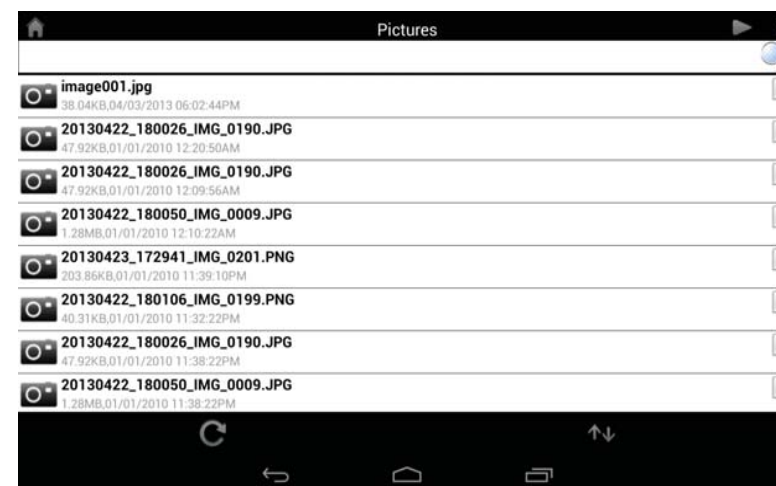 Pictures
image001.jpg
38.04KB,04/03/2013 06:02:44PM
20130422_180026_IMG_0190.JPG
47.92KB,01/01/2010 12:20:50AM
20130422_180026_IMG_0190.JPG
47.92KB,01/01/2010 12:09:56AM
20130422_180050_IMG_0009.JPG
1.28MB,01/01/2010 12:10:22AM
20130423_172941_IMG_0201.PNG
203.86KB,01/01/2010 11:39:10PM
20130422_180106_IMG_0199.PNG
40.31KB,01/01/2010 11:32:22PM
20130422_180026_IMG_0190.JPG
47.92KB,01/01/2010 11:38:22PM
20130422_180050_IMG_0009.JPG
1.28MB,01/01/2010 11:38:22PM